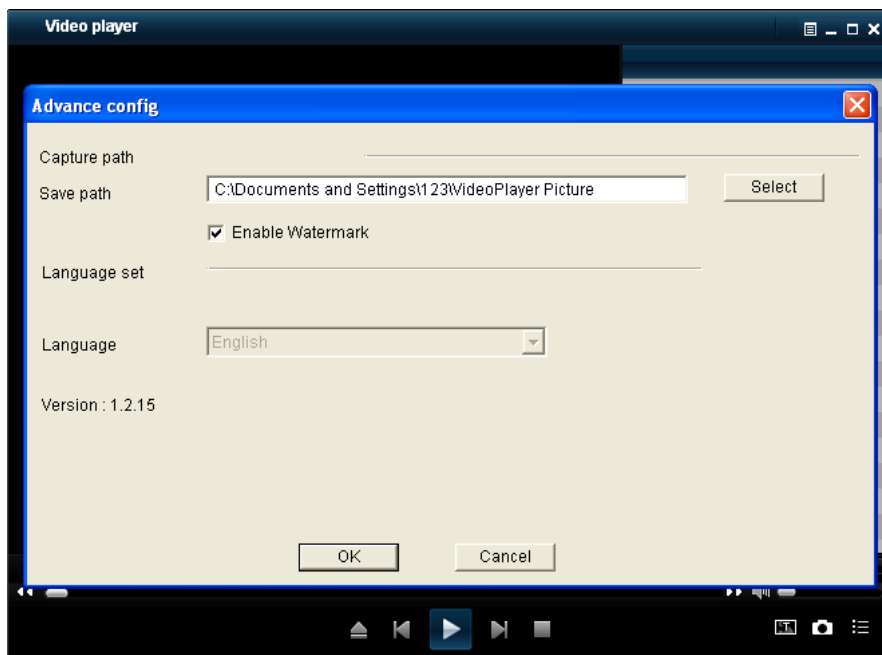 Video player
Advance config
Capture path
Save path
C:\Documents and Settings\123\VideoPlayer Picture
Select
Enable Watermark
Language set
Language
English
Version : 1.2.15
OK
Cancel